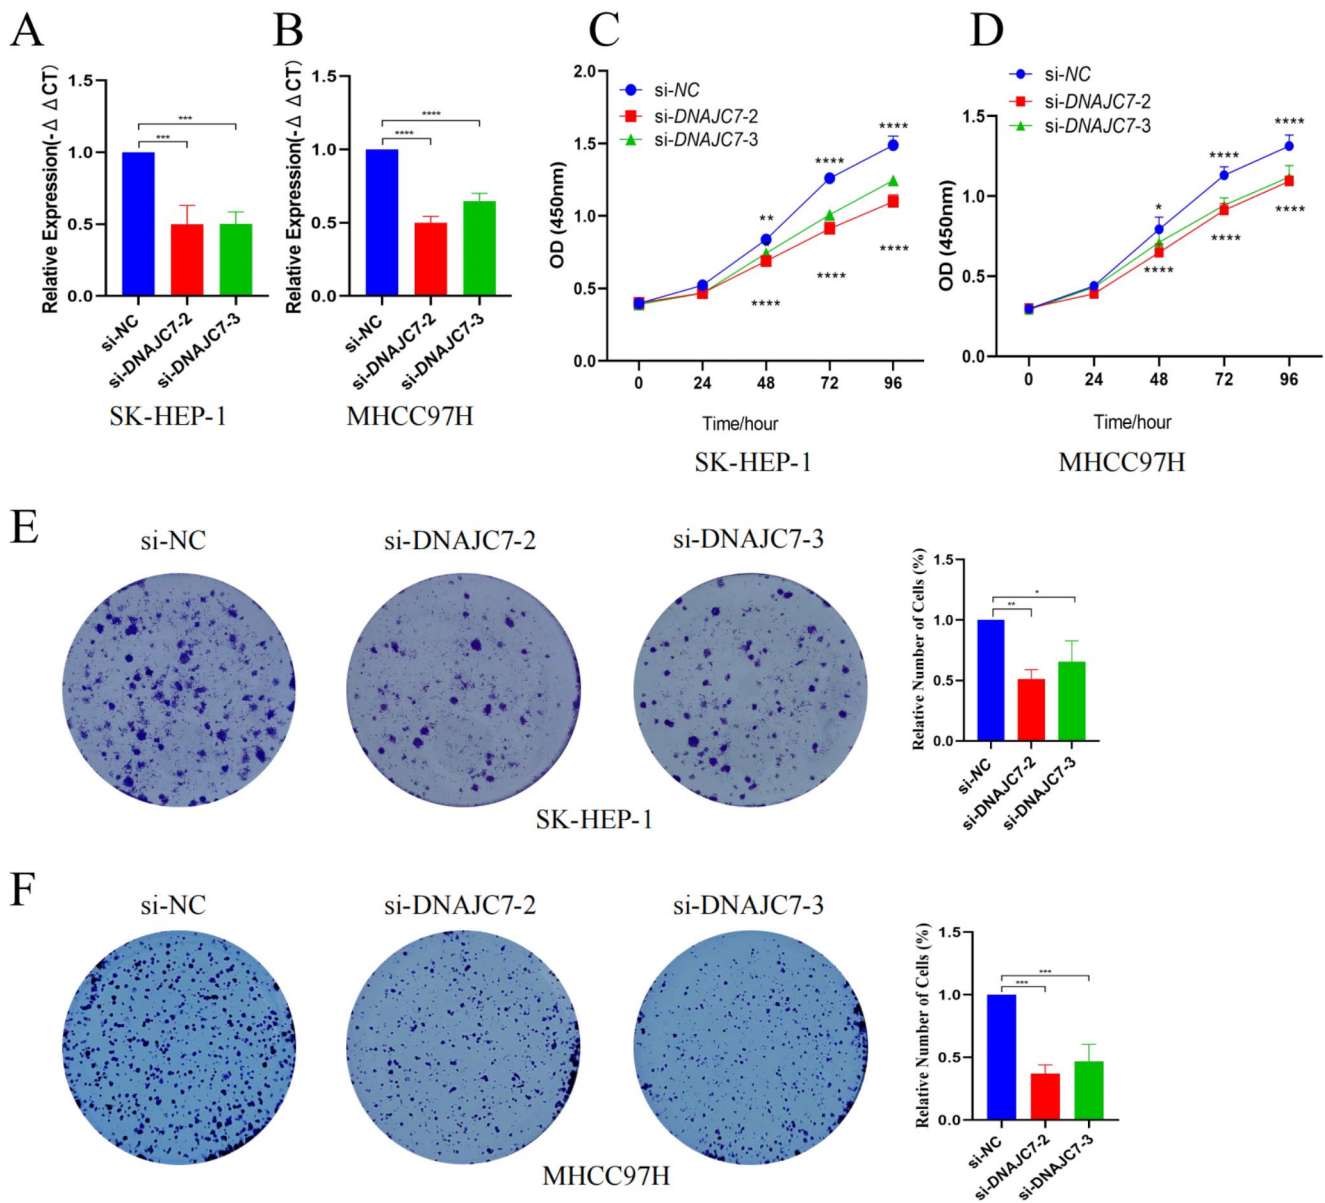 A
Relative Expression(-△△CT)
1.5
1.0
0.5
0.0
***
***
si-NC
si-DNAJC7-2
si-DNAJC7-3
SK-HEP-1
B
Relative Expression(-△△CT)
1.5
1.0
0.5
0.0
****
****
si-NC
si-DNAJC7-2
si-DNAJC7-3
MHCC97H
C
OD (450nm)
2.0
1.5
1.0
0.5
0.0
si-NC
si-DNAJC7-2
si-DNAJC7-3
**
****
****
****
****
****
0 24 48 72 96
Time/hour
SK-HEP-1
D
OD (450nm)
1.5
1.0
0.5
0.0
si-NC
si-DNAJC7-2
si-DNAJC7-3
*
****
****
****
****
****
0 24 48 72 96
Time/hour
MHCC97H
E
si-NC
si-DNAJC7-2
si-DNAJC7-3
SK-HEP-1
Relative Number of Cells (%)
1.5
1.0
0.5
0.0
*
**
si-NC
si-DNAJC7-2
si-DNAJC7-3
F
si-NC
si-DNAJC7-2
si-DNAJC7-3
MHCC97H
Relative Number of Cells (%)
1.5
1.0
0.5
0.0
***
***
si-NC
si-DNAJC7-2
si-DNAJC7-3